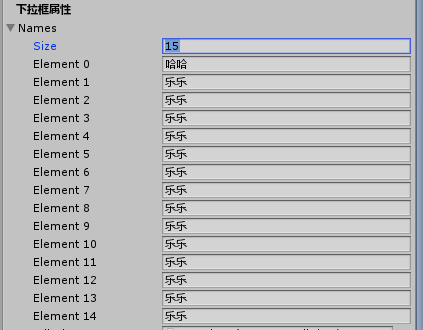 下拉框属性
Names
Size 15
Element 0 哈哈
Element 1 乐乐
Element 2 乐乐
Element 3 乐乐
Element 4 乐乐
Element 5 乐乐
Element 6 乐乐
Element 7 乐乐
Element 8 乐乐
Element 9 乐乐
Element 10 乐乐
Element 11 乐乐
Element 12 乐乐
Element 13 乐乐
Element 14 乐乐